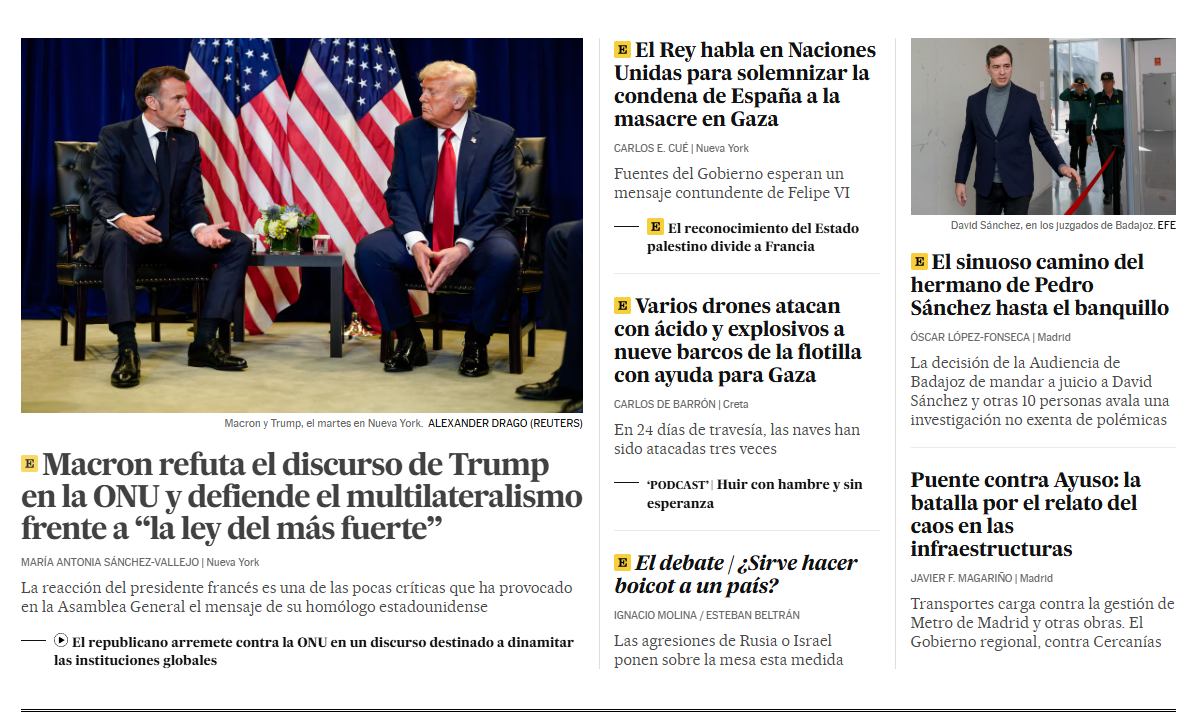 Macron y Trump, el martes en Nueva York. ALEXANDER DRAGO (REUTERS)
E Macron refuta el discurso de Trump
en la ONU y defiende el multilateralismo
frente a “la ley del más fuerte”
MARÍA ANTONIA SÁNCHEZ-VALLEJO | Nueva York
La reacción del presidente francés es una de las pocas críticas que ha provocado
en la Asamblea General el mensaje de su homólogo estadounidense
El republicano arremete contra la ONU en un discurso destinado a dinamitar
las instituciones globales
E El Rey habla en Naciones
Unidas para solemnizar la
condena de España a la
masacre en Gaza
CARLOS E. CUÉ | Nueva York
Fuentes del Gobierno esperan un
mensaje contundente de Felipe VI
E El reconocimiento del Estado
palestino divide a Francia
E Varios drones atacan
con ácido y explosivos a
nueve barcos de la flotilla
con ayuda para Gaza
CARLOS DE BARRÓN | Creta
En 24 días de travesía, las naves han
sido atacadas tres veces
‘PODCAST’ | Huir con hambre y sin
esperanza
E El debate / ¿Sirve hacer
boicot a un país?
IGNACIO MOLINA / ESTEBAN BELTRÁN
Las agresiones de Rusia o Israel
ponen sobre la mesa esta medida
David Sánchez, en los juzgados de Badajoz. EFE
E El sinuoso camino del
hermano de Pedro
Sánchez hasta el banquillo
ÓSCAR LÓPEZ-FONSECA | Madrid
La decisión de la Audiencia de
Badajoz de mandar a juicio a David
Sánchez y otras 10 personas avala una
investigación no exenta de polémicas
Puente contra Ayuso: la
batalla por el relato del
caos en las
infraestructuras
JAVIER F. MAGARIÑO | Madrid
Transportes carga contra la gestión de
Metro de Madrid y otras obras. El
Gobierno regional, contra Cercanías